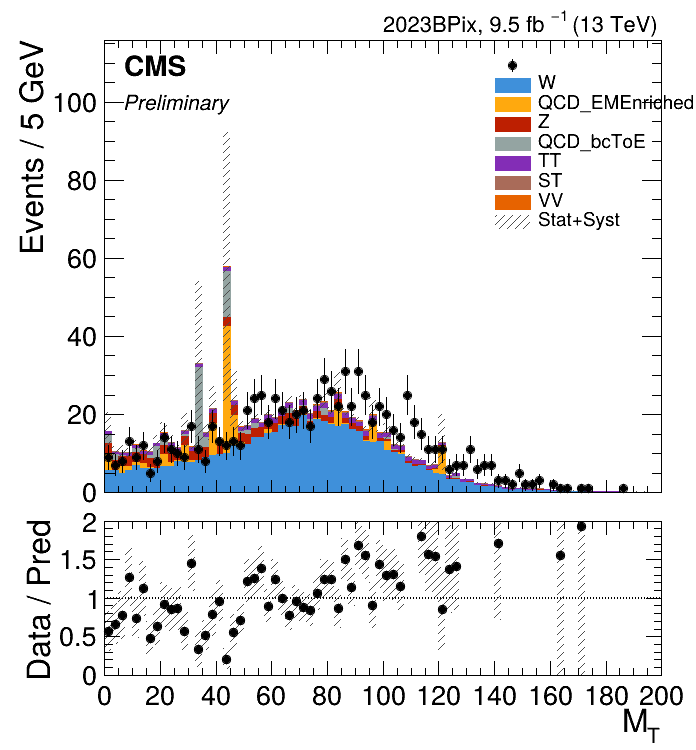 2023BPix, 9.5 fb⁻¹ (13 TeV)
CMS
Preliminary
W
QCD_EMEnriched
Z
QCD_bcToE
TT
ST
VV
Stat+Syst
Events / 5 GeV
100
80
60
40
20
0
Data / Pred
2
1.5
1
0.5
0
0 20 40 60 80 100 120 140 160 180 200
M_T